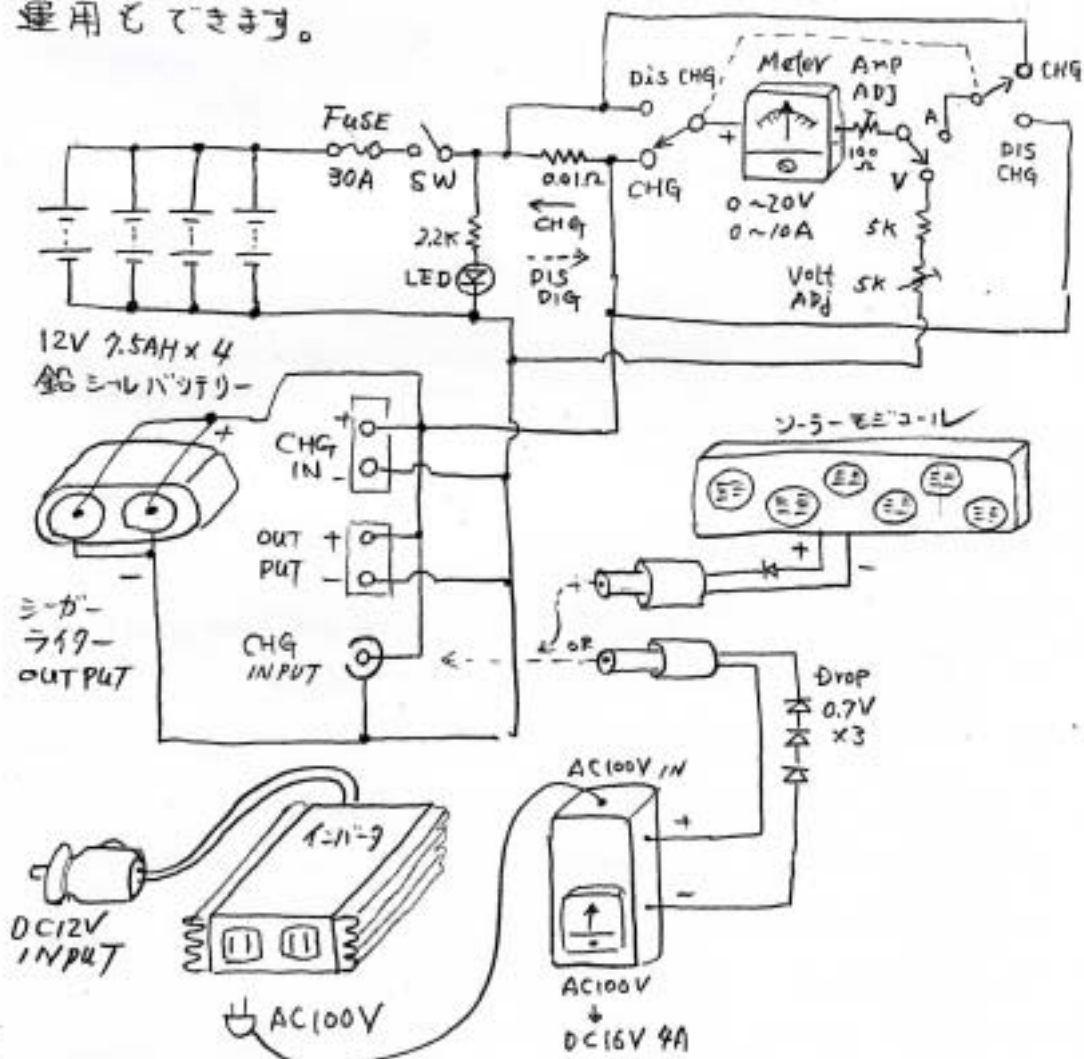 運用もできます。
FUSE
30A
SW
Dis CHG
CHG
0.01Ω
CHG
DIS
DIG
2.2K
LED
Meter
+
0~20V
0~10A
Amp
ADJ
100
Ω
A
V
CHG
DIS
CHG
5K
Volt
ADj
5K
12V 7.5AH×4
鉛シールバッテリー
+
-
シガー
ライター
OUTPUT
CHG
IN
+
-
OUT
PUT
+
-
CHG
INPUT
ソーラーモジュール
+
-
+
OR
Drop
0.7V
×3
AC100V IN
+
-
AC100V
↓
DC16V 4A
インバータ
DC12V
INPUT
AC100V